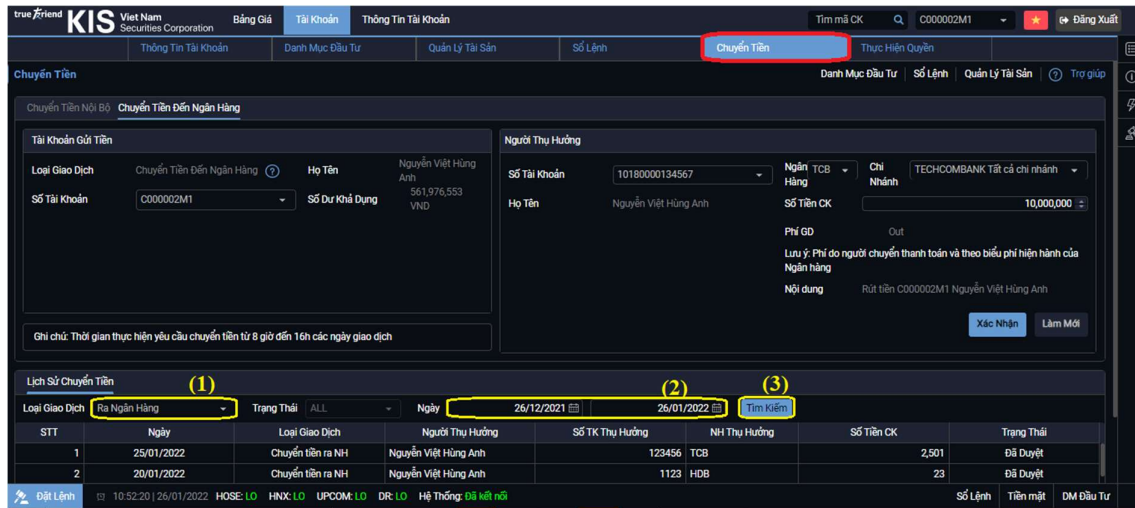 true friend KIS Viet Nam Securities Corporation Bảng Giá Tài Khoản Thông Tin Tài Khoản Tìm mã CK C000002M1 Đăng Xuất
Thông Tin Tài Khoản Danh Mục Đầu Tư Quản Lý Tài Sản Sổ Lệnh Chuyển Tiền Thực Hiện Quyền
Chuyển Tiền Danh Mục Đầu Tư Sổ Lệnh Quản Lý Tài Sản ? Trợ giúp
Chuyển Tiền Nội Bộ Chuyển Tiền Đến Ngân Hàng
Tài Khoản Gửi Tiền
Loại Giao Dịch Chuyển Tiền Đến Ngân Hàng ? Họ Tên Nguyễn Việt Hùng Anh
Số Tài Khoản C000002M1 Số Dư Khả Dụng 561,976,553 VND
Ghi chú: Thời gian thực hiện yêu cầu chuyển tiền từ 8 giờ đến 16h các ngày giao dịch
Người Thụ Hưởng
Số Tài Khoản 10180000134567 Ngân Hàng TCB Chi Nhánh TECHCOMBANK Tất cả chi nhánh
Họ Tên Nguyễn Việt Hùng Anh Số Tiền CK 10,000,000
Phí GD Out
Lưu ý: Phí do người chuyển thanh toán và theo biểu phí hiện hành của
Ngân hàng
Nội dung Rút tiền C000002M1 Nguyễn Việt Hùng Anh
Xác Nhận Làm Mới
Lịch Sử Chuyển Tiền (1) (2) (3)
Loại Giao Dịch Ra Ngân Hàng Trạng Thái ALL Ngày 26/12/2021 26/01/2022 Tìm Kiếm
STT Ngày Loại Giao Dịch Người Thụ Hưởng Số TK Thụ Hưởng NH Thụ Hưởng Số Tiền CK Trạng Thái
1 25/01/2022 Chuyển tiền ra NH Nguyễn Việt Hùng Anh 123456 TCB 2,501 Đã Duyệt
2 20/01/2022 Chuyển tiền ra NH Nguyễn Việt Hùng Anh 1123 HDB 23 Đã Duyệt
Đặt Lệnh 10:52:20 | 26/01/2022 HOSE: LO HNX: LO UPCOM: LO DR: LO Hệ Thống: Đã kết nối Sổ Lệnh Tiền mặt DM Đầu Tư